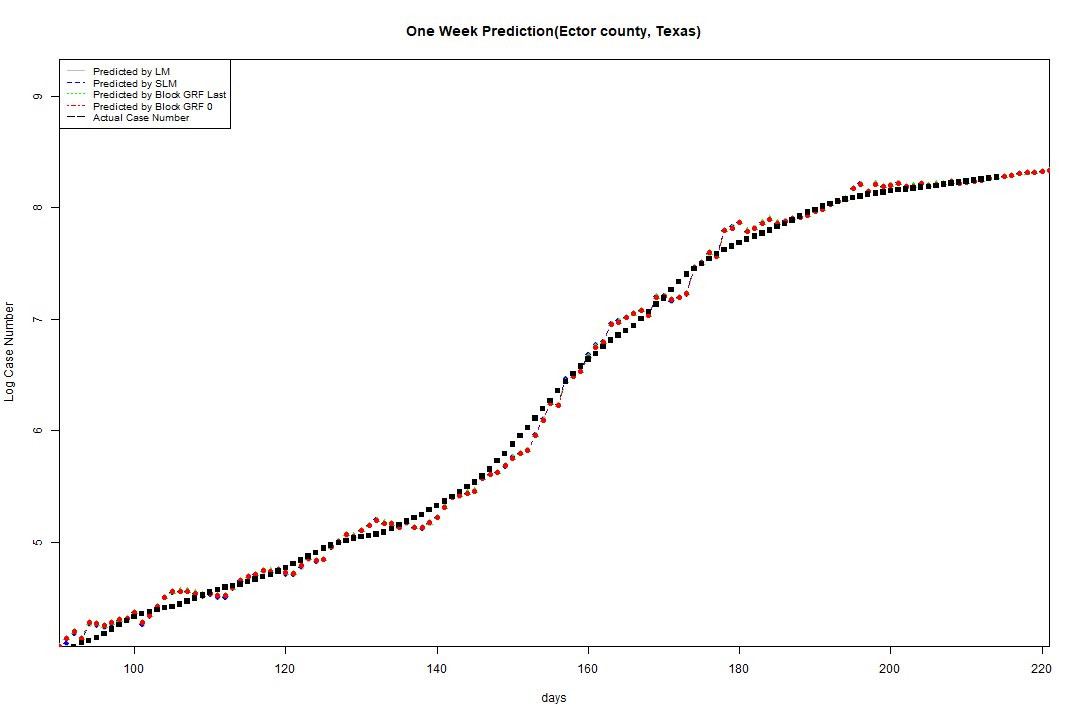 One Week Prediction(Ector county, Texas)
Predicted by LM
Predicted by SLM
Predicted by Block GRF Last
Predicted by Block GRF 0
Actual Case Number
9
8
7
6
5
Log Case Number
100 120 140 160 180 200 220
days